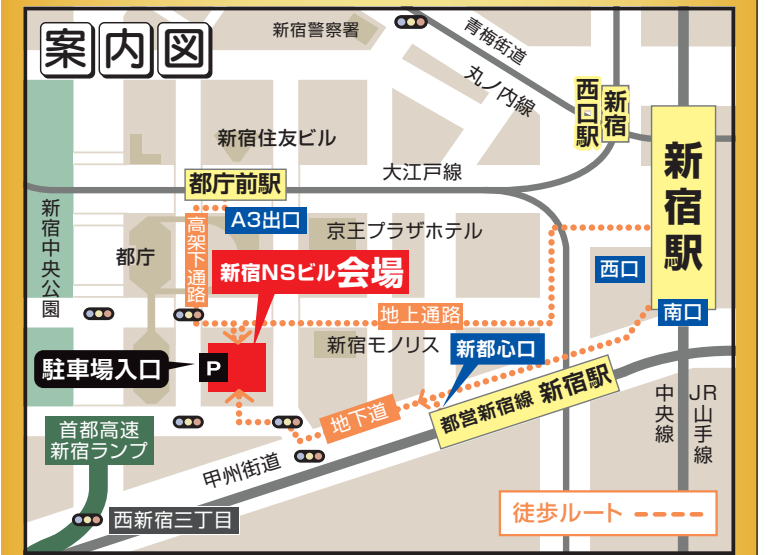 案内図
新宿警察署
青梅街道
丸ノ内線
新宿
西口駅
新宿駅
新宿住友ビル
大江戸線
都庁前駅
A3出口
新宿中央公園
都庁
高架下通路
京王プラザホテル
新宿NSビル会場
西口
南口
地上通路
新宿モノリス
新都心口
駐車場入口
P
都営新宿線 新宿駅
地下道
中央線
JR山手線
首都高速
新宿ランプ
甲州街道
西新宿三丁目
徒歩ルート